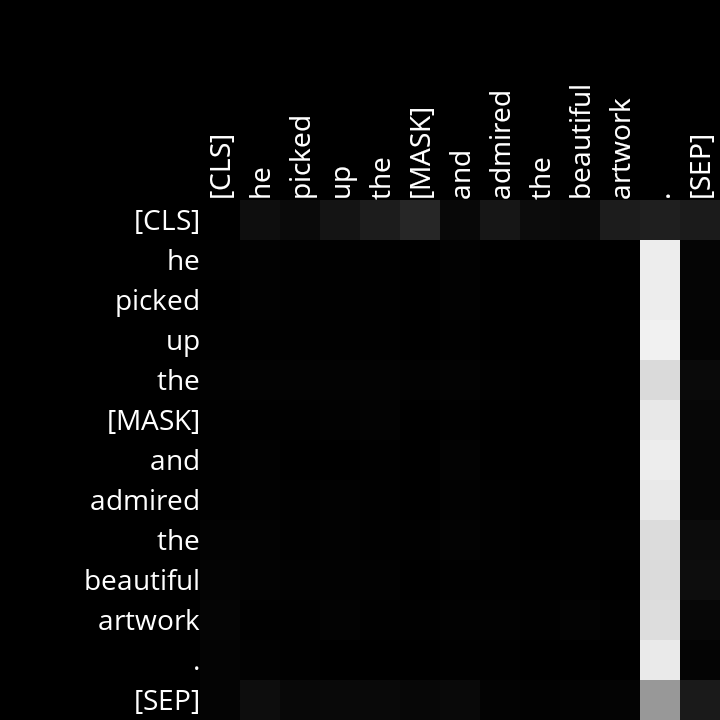 [CLS] he picked up the [MASK] and admired the beautiful artwork . [SEP]
[CLS]
he
picked
up
the
[MASK]
and
admired
the
beautiful
artwork
.
[SEP]